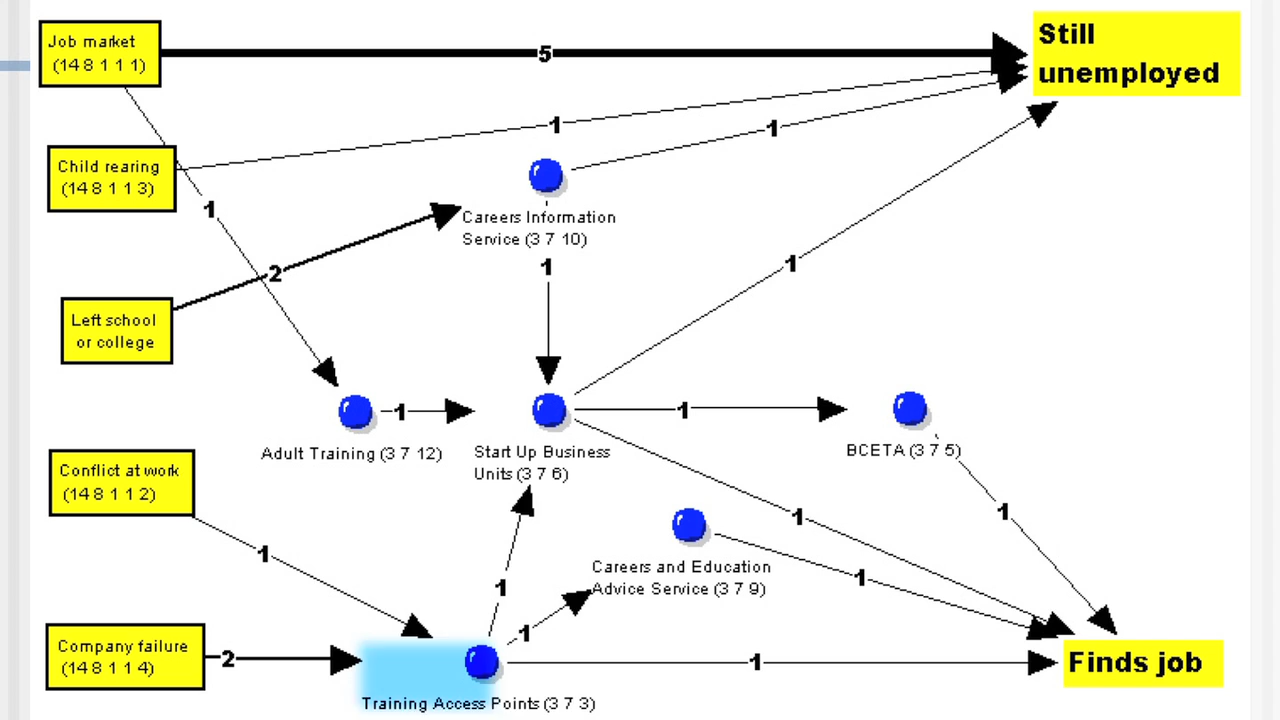 Job market
(14 8 1 1 1)
5
Still
unemployed
1
1
Child rearing
(14 8 1 1 3)
1
Careers Information
Service (3 7 10)
2
1
1
Left school
or college
1
1
Adult Training (3 7 12)
Start Up Business
Units (3 7 6)
BCETA (3 7 5)
Conflict at work
(14 8 1 1 2)
1
1
1
Careers and Education
Advice Service (3 7 9)
1
1
1
Company failure
(14 8 1 1 4)
2
1
1
Finds job
Training Access Points (3 7 3)